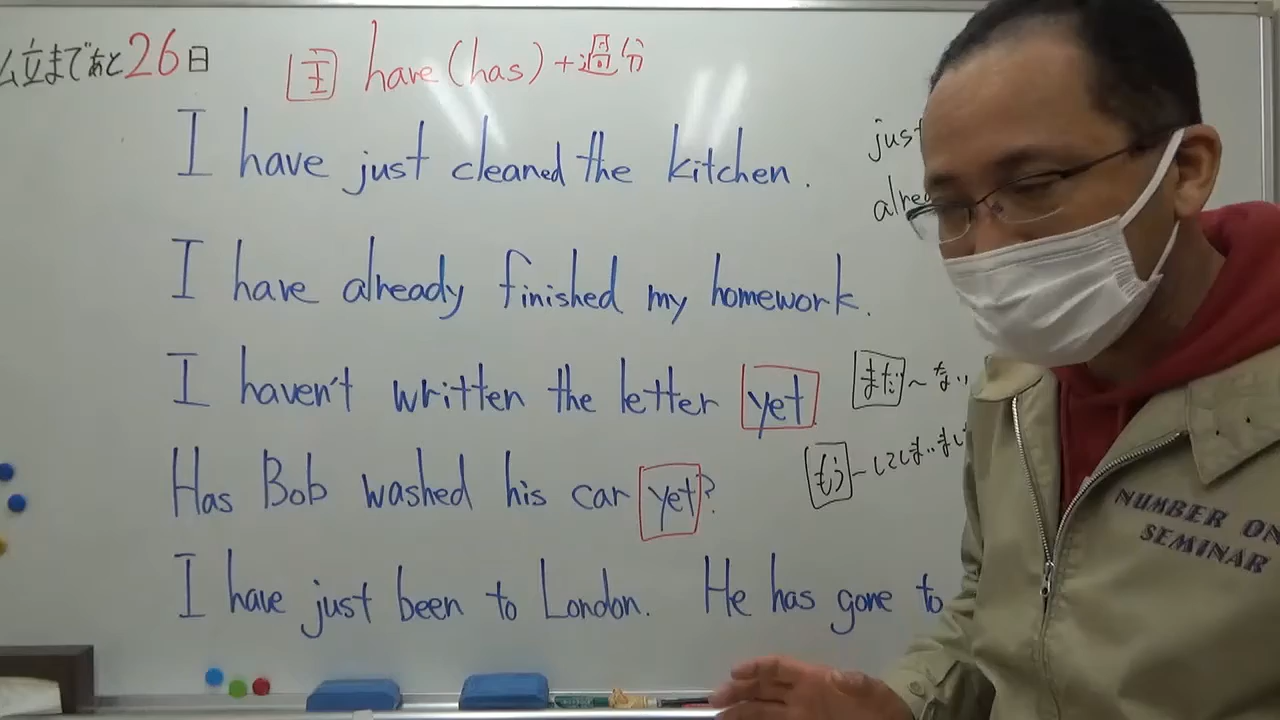 公立まであと26日
主 have (has) + 過分
I have just cleaned the kitchen.
just
I have already finished my homework.
I haven't written the letter yet
まだ~ない
Has Bob washed his car yet?
もう~してしまいまし
I have just been to London. He has gone to
NUMBER ON
SEMINAR